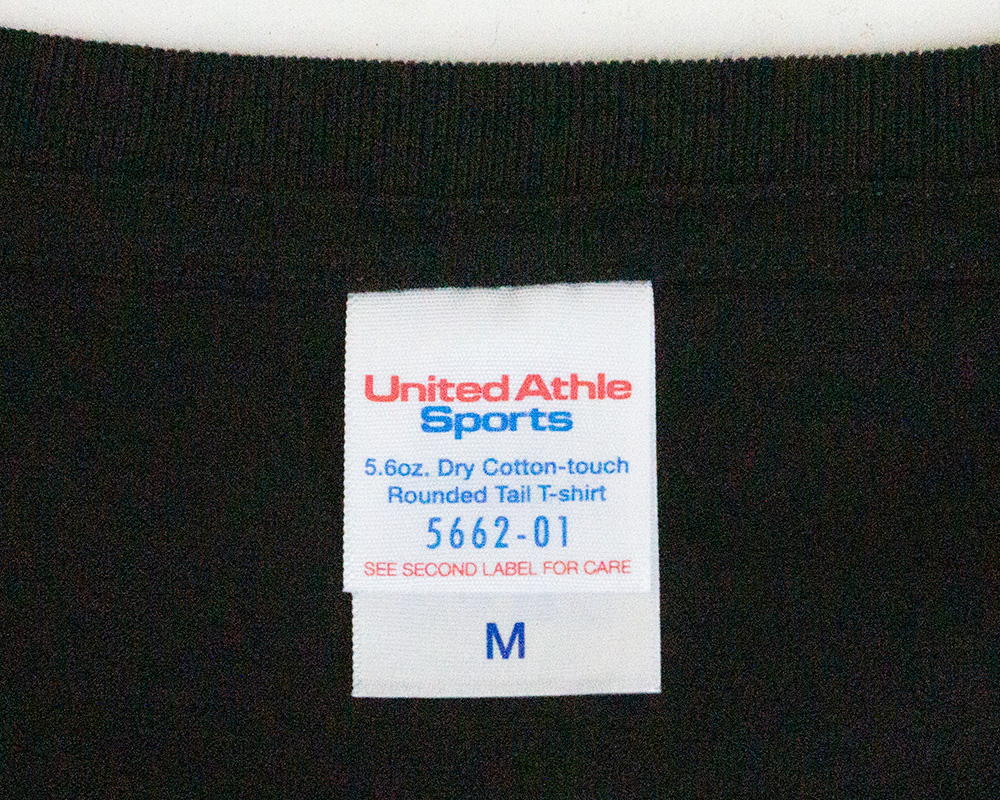 United Athle
Sports
5.6oz. Dry Cotton-touch
Rounded Tail T-shirt
5662-01
SEE SECOND LABEL FOR CARE
M